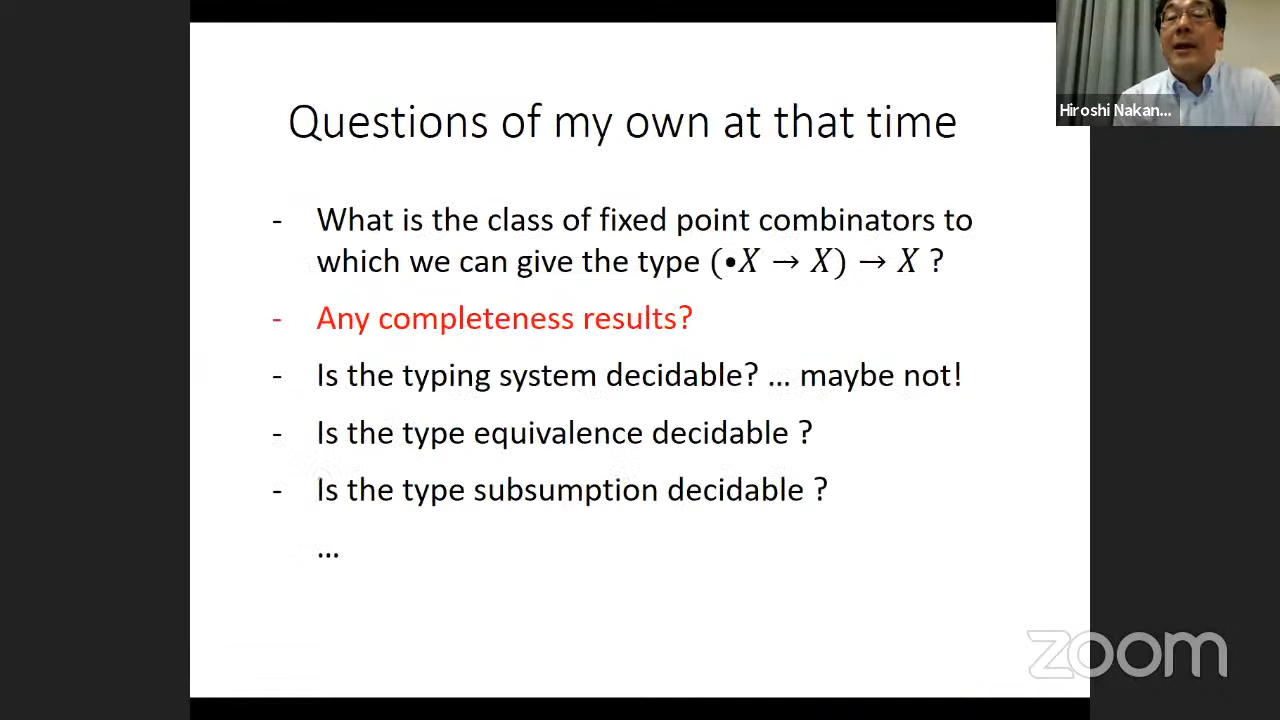 Questions of my own at that time
Hiroshi Nakan...
- What is the class of fixed point combinators to
which we can give the type (•X → X) → X ?
- Any completeness results?
- Is the typing system decidable? … maybe not!
- Is the type equivalence decidable ?
- Is the type subsumption decidable ?
…
zoom